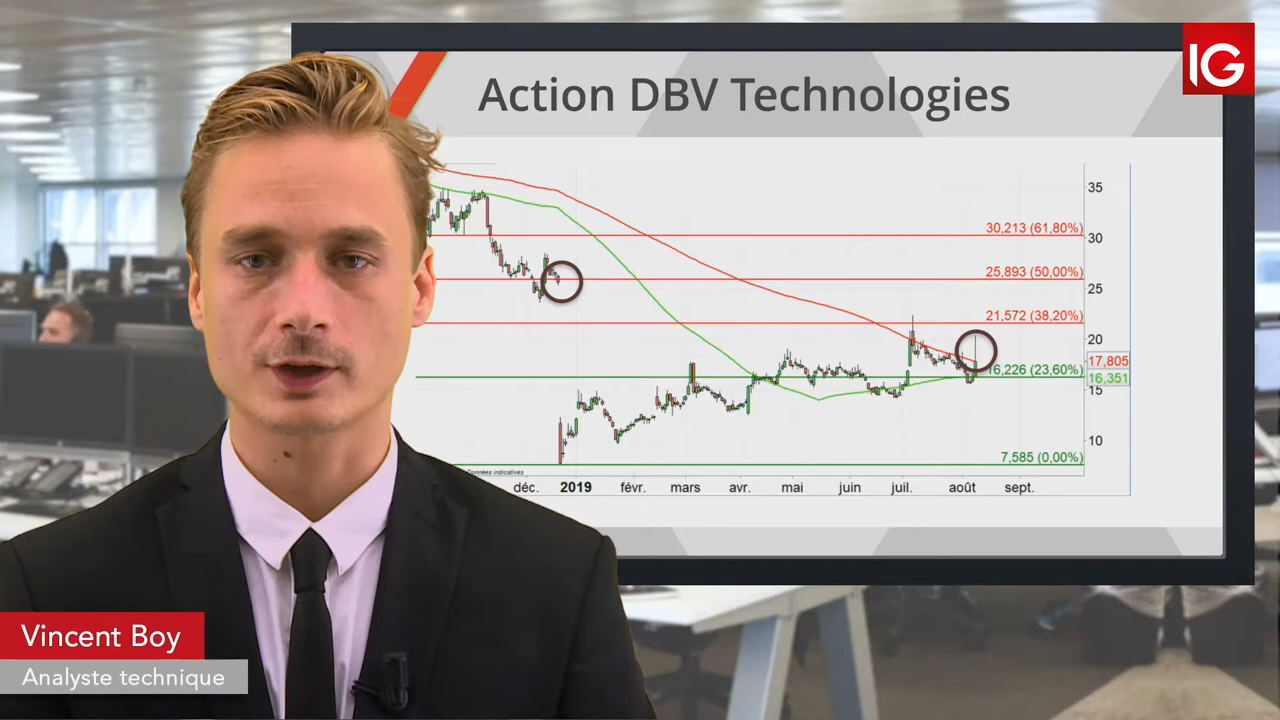 IG
Action DBV Technologies
35
30,213 (61,80%)
30
25,893 (50,00%)
25
21,572 (38,20%)
20
17,805
6,226 (23,60%)
16,351
15
10
7,585 (0,00%)
Données indicatives
déc. 2019 févr. mars avr. mai juin juil. août sept.
Vincent Boy
Analyste technique